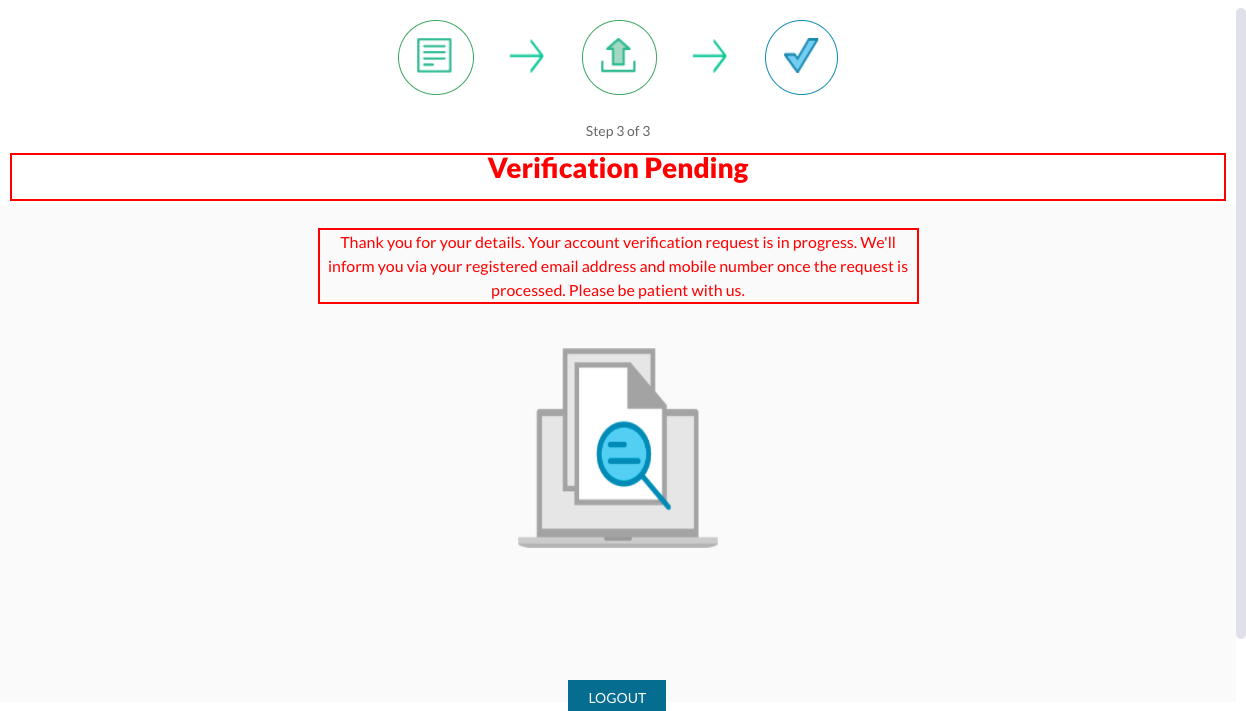 Step 3 of 3
Verification Pending
Thank you for your details. Your account verification request is in progress. We'll
inform you via your registered email address and mobile number once the request is
processed. Please be patient with us.
LOGOUT